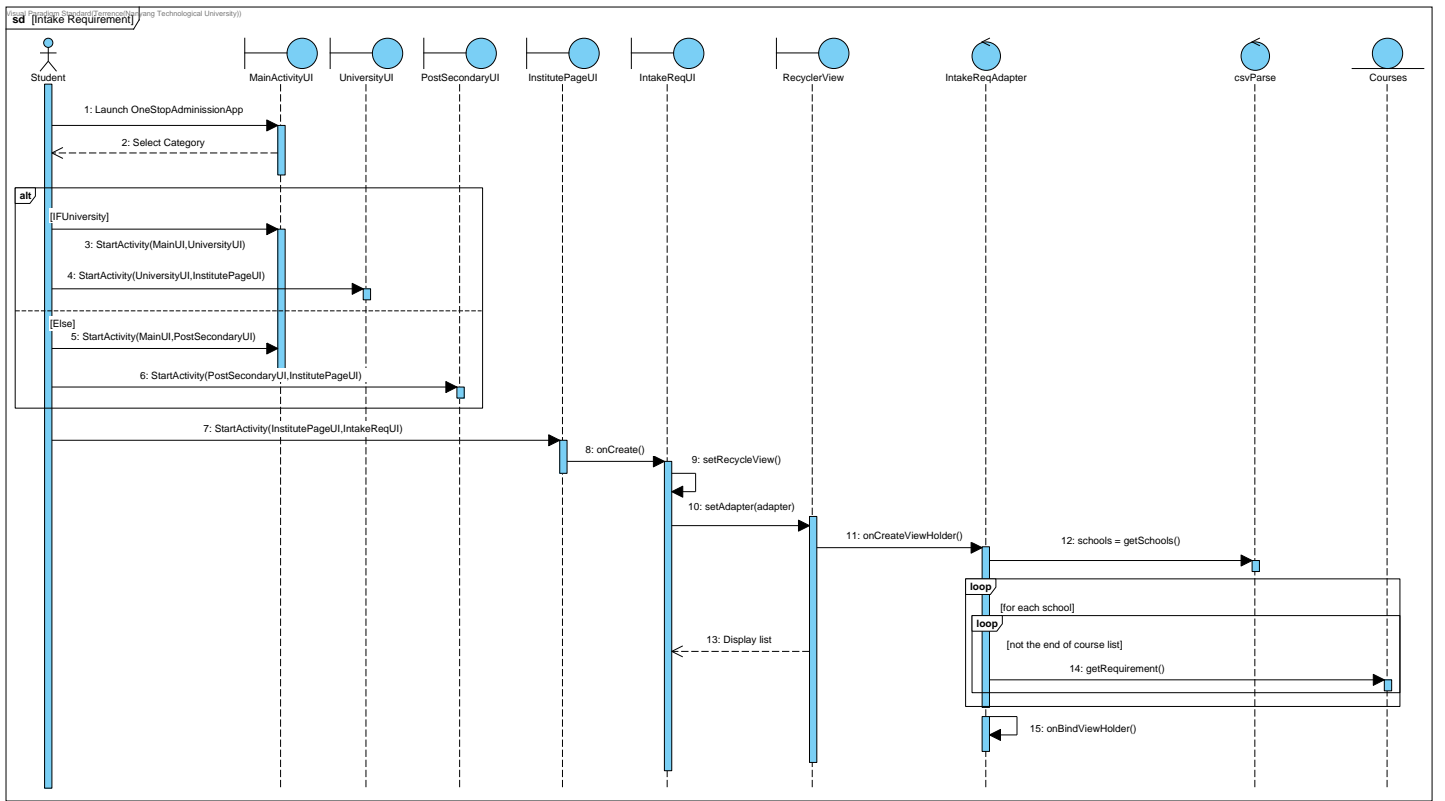 Visual Paradigm Standard(Terrence(Nanyang Technological University))
sd [Intake Requirement]
Student
MainActivityUI
UniversityUI
PostSecondaryUI
InstitutePageUI
IntakeReqUI
RecyclerView
IntakeReqAdapter
csvParse
Courses
1: Launch OneStopAdminissionApp
2: Select Category
alt
[IFUniversity]
3: StartActivity(MainUI,UniversityUI)
4: StartActivity(UniversityUI,InstitutePageUI)
[Else]
5: StartActivity(MainUI,PostSecondaryUI)
6: StartActivity(PostSecondaryUI,InstitutePageUI)
7: StartActivity(InstitutePageUI,IntakeReqUI)
8: onCreate()
9: setRecycleView()
10: setAdapter(adapter)
11: onCreateViewHolder()
12: schools = getSchools()
loop
[for each school]
loop
[not the end of course list]
13: Display list
14: getRequirement()
15: onBindViewHolder()